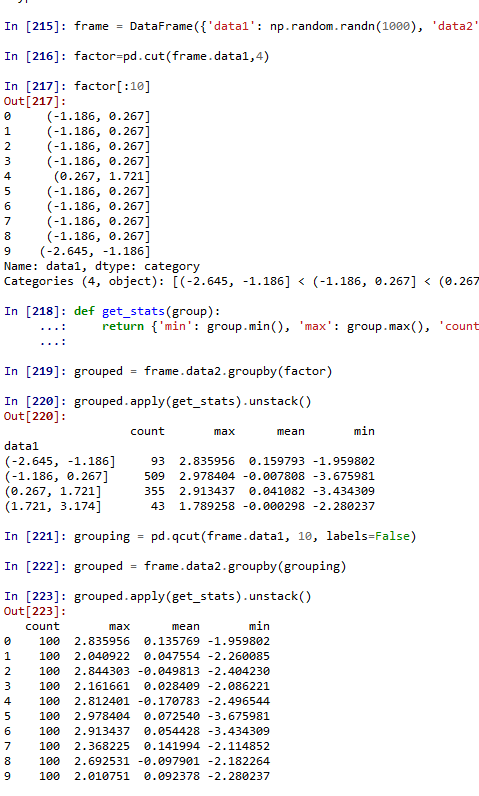 In [215]: frame = DataFrame({'data1': np.random.randn(1000), 'data2'
In [216]: factor=pd.cut(frame.data1,4)
In [217]: factor[:10]
Out[217]:
0     (-1.186, 0.267]
1     (-1.186, 0.267]
2     (-1.186, 0.267]
3     (-1.186, 0.267]
4      (0.267, 1.721]
5     (-1.186, 0.267]
6     (-1.186, 0.267]
7     (-1.186, 0.267]
8     (-1.186, 0.267]
9    (-2.645, -1.186]
Name: data1, dtype: category
Categories (4, object): [(-2.645, -1.186] < (-1.186, 0.267] < (0.267
In [218]: def get_stats(group):
     ...:     return {'min': group.min(), 'max': group.max(), 'count
     ...:
In [219]: grouped = frame.data2.groupby(factor)
In [220]: grouped.apply(get_stats).unstack()
Out[220]:
                  count       max      mean       min
data1
(-2.645, -1.186]     93  2.835956  0.159793 -1.959802
(-1.186, 0.267]     509  2.978404 -0.007808 -3.675981
(0.267, 1.721]      355  2.913437  0.041082 -3.434309
(1.721, 3.174]       43  1.789258 -0.000298 -2.280237
In [221]: grouping = pd.qcut(frame.data1, 10, labels=False)
In [222]: grouped = frame.data2.groupby(grouping)
In [223]: grouped.apply(get_stats).unstack()
Out[223]:
   count       max      mean       min
0    100  2.835956  0.135769 -1.959802
1    100  2.040922  0.047554 -2.260085
2    100  2.844303 -0.049813 -2.404230
3    100  2.161661  0.028409 -2.086221
4    100  2.812401 -0.170783 -2.496544
5    100  2.978404  0.072540 -3.675981
6    100  2.913437  0.054428 -3.434309
7    100  2.368225  0.141994 -2.114852
8    100  2.692531 -0.097901 -2.182264
9    100  2.010751  0.092378 -2.280237